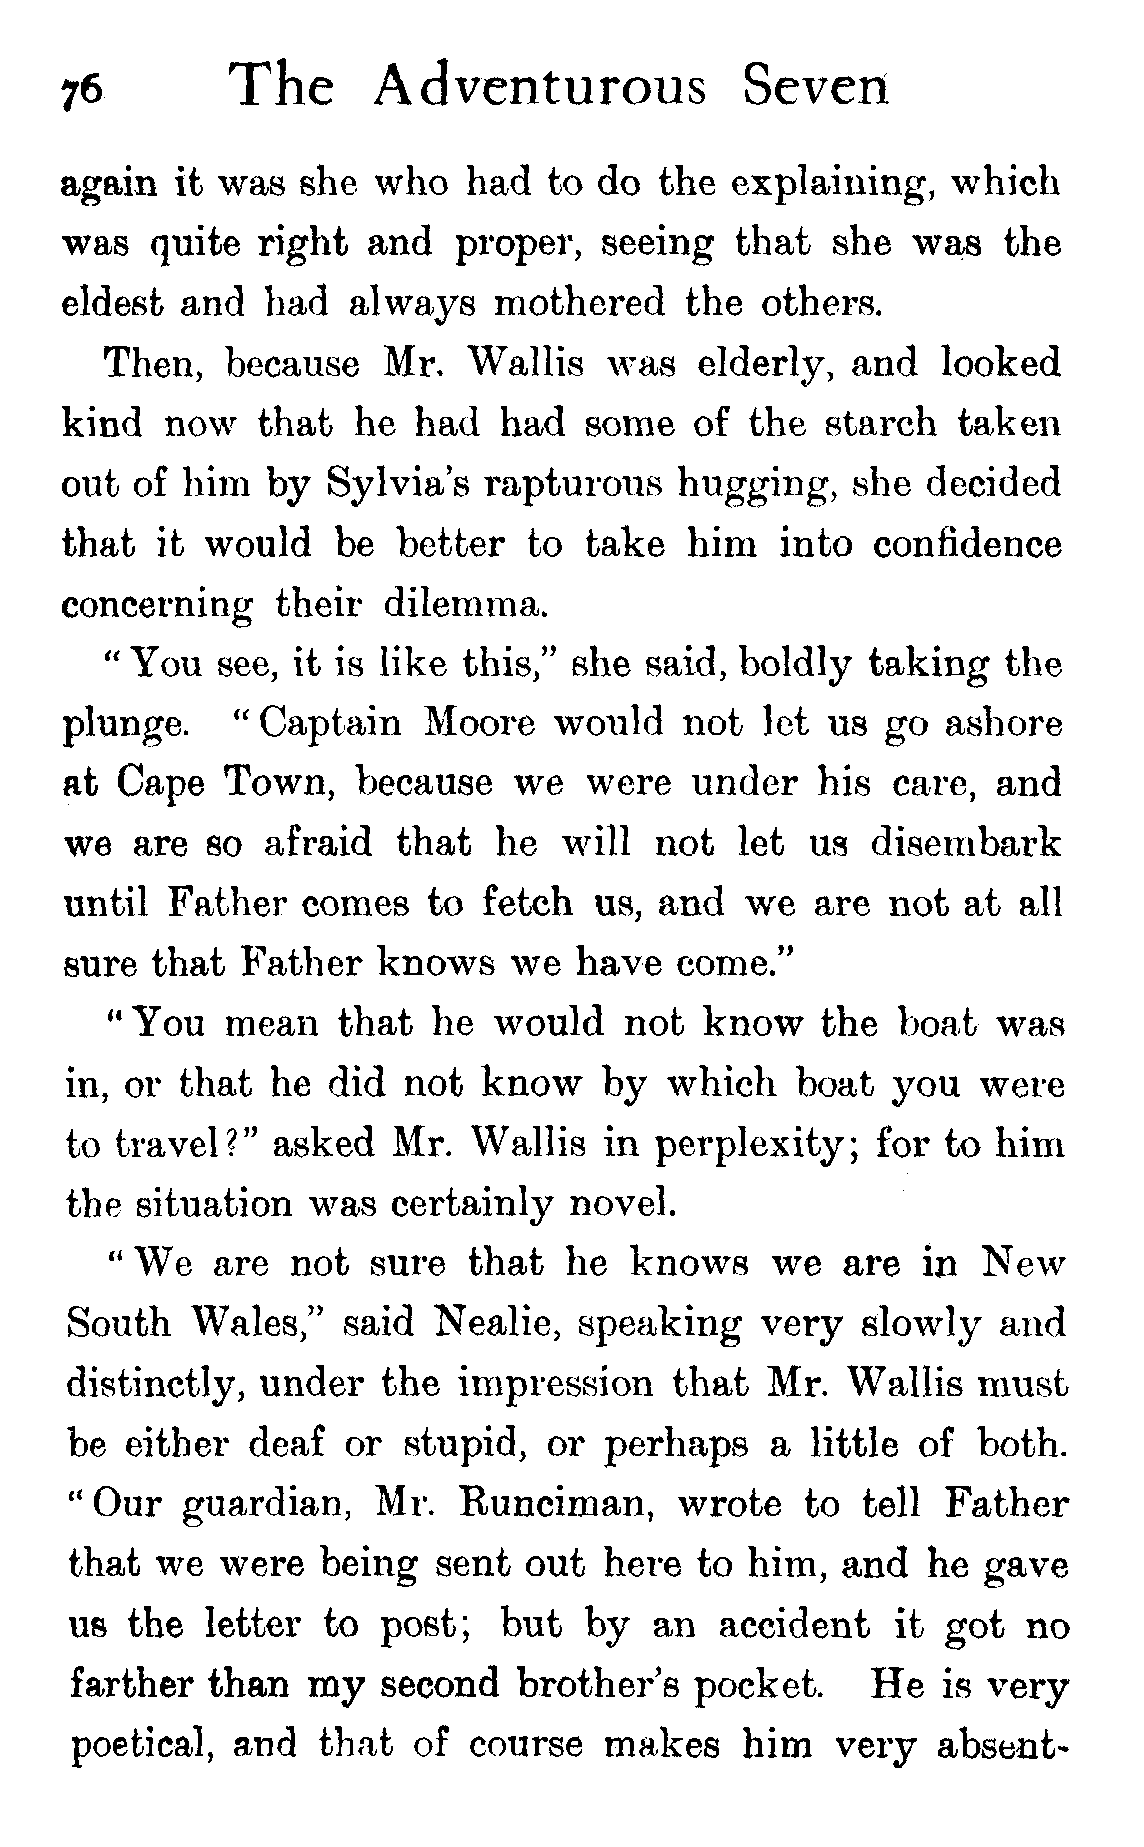 76 The Adventurous Seven
again it was she who had to do the explaining, which
was quite right and proper, seeing that she was the
eldest and had always mothered the others.
Then, because Mr. Wallis was elderly, and looked
kind now that he had had some of the starch taken
out of him by Sylvia's rapturous hugging, she decided
that it would be better to take him into confidence
concerning their dilemma.
"You see, it is like this," she said, boldly taking the
plunge. "Captain Moore would not let us go ashore
at Cape Town, because we were under his care, and
we are so afraid that he will not let us disembark
until Father comes to fetch us, and we are not at all
sure that Father knows we have come."
"You mean that he would not know the boat was
in, or that he did not know by which boat you were
to travel?" asked Mr. Wallis in perplexity; for to him
the situation was certainly novel.
"We are not sure that he knows we are in New
South Wales," said Nealie, speaking very slowly and
distinctly, under the impression that Mr. Wallis must
be either deaf or stupid, or perhaps a little of both.
"Our guardian, Mr. Runciman, wrote to tell Father
that we were being sent out here to him, and he gave
us the letter to post; but by an accident it got no
farther than my second brother's pocket. He is very
poetical, and that of course makes him very absent-